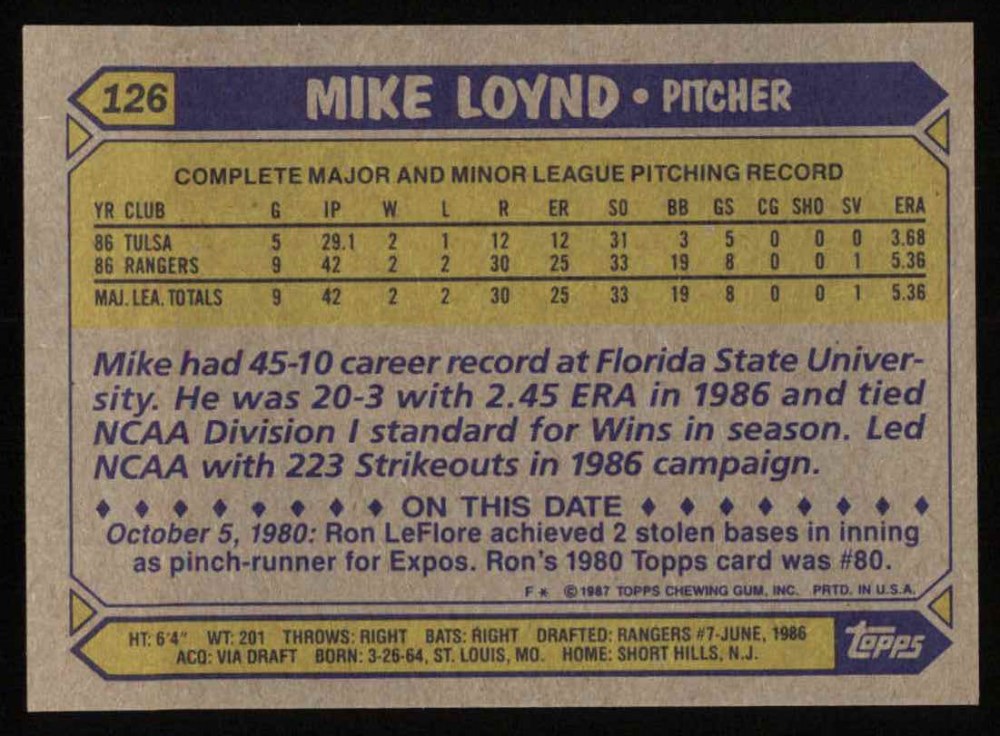 126 MIKE LOYND • PITCHER
COMPLETE MAJOR AND MINOR LEAGUE PITCHING RECORD
YR CLUB G IP W L R ER SO BB GS CG SHO SV ERA
86 TULSA 5 29.1 2 1 12 12 31 3 5 0 0 0 3.68
86 RANGERS 9 42 2 2 30 25 33 19 8 0 0 1 5.36
MAJ. LEA. TOTALS 9 42 2 2 30 25 33 19 8 0 0 1 5.36
Mike had 45-10 career record at Florida State Univer-
sity. He was 20-3 with 2.45 ERA in 1986 and tied
NCAA Division I standard for Wins in season. Led
NCAA with 223 Strikeouts in 1986 campaign.
♦ ♦ ♦ ♦ ♦ ♦ ♦ ♦ ON THIS DATE ♦ ♦ ♦ ♦ ♦ ♦ ♦ ♦
October 5, 1980: Ron LeFlore achieved 2 stolen bases in inning
as pinch-runner for Expos. Ron's 1980 Topps card was #80.
F * © 1987 TOPPS CHEWING GUM, INC. PRTD. IN U.S.A.
HT: 6'4" WT: 201 THROWS: RIGHT BATS: RIGHT DRAFTED: RANGERS #7-JUNE, 1986
ACQ: VIA DRAFT BORN: 3-26-64, ST. LOUIS, MO. HOME: SHORT HILLS, N.J.
topps